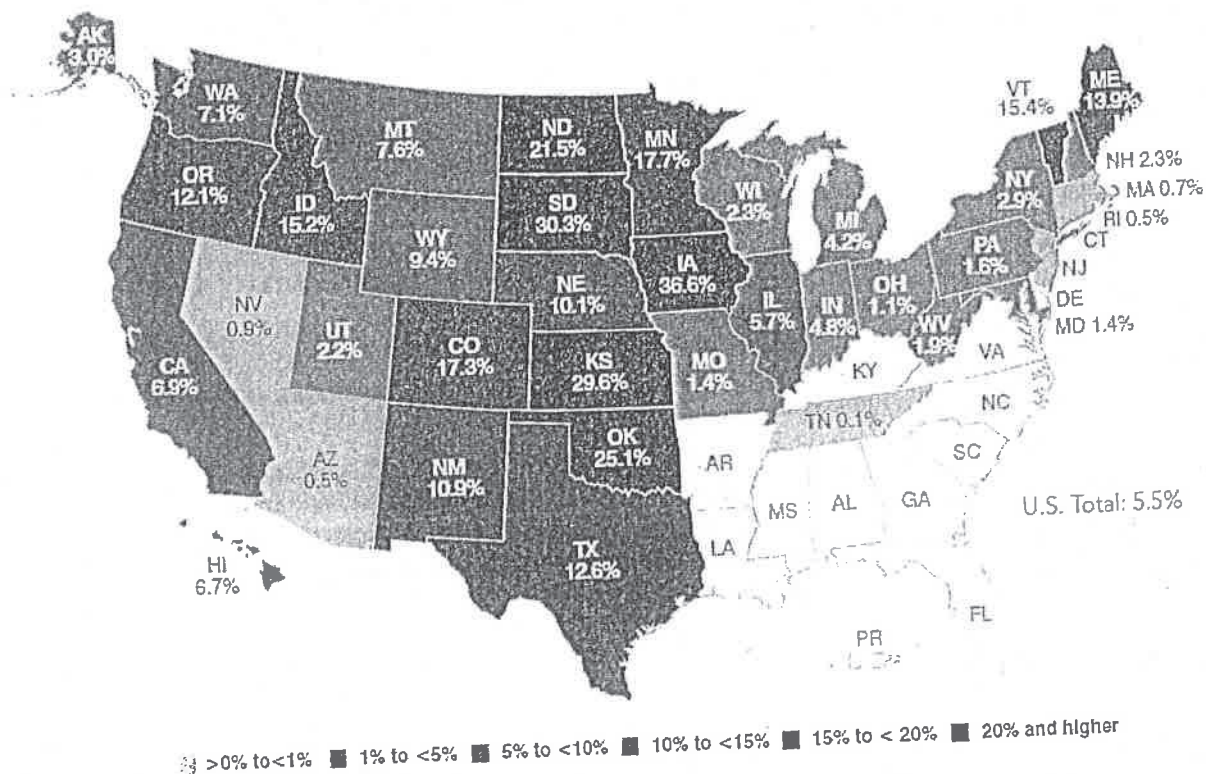 AK
3.0%
WA
7.1%
OR
12.1%
CA
6.9%
ID
15.2%
NV
0.9%
MT
7.6%
WY
9.4%
UT
2.2%
AZ
0.5%
CO
17.3%
NM
10.9%
ND
21.5%
SD
30.3%
NE
10.1%
KS
29.6%
OK
25.1%
TX
12.6%
MN
17.7%
IA
36.6%
MO
1.4%
WI
2.3%
IL
5.7%
MI
4.2%
IN
4.8%
OH
1.1%
WV
1.9%
PA
1.6%
NY
2.9%
VT
15.4%
ME
13.9%
NH 2.3%
MA 0.7%
RI 0.5%
CT
NJ
DE
MD 1.4%
VA
KY
NC
TN 0.1%
SC
AR
MS
AL
GA
LA
FL
PR
HI
6.7%
U.S. Total: 5.5%
>0% to <1% 1% to <5% 5% to <10% 10% to <15% 15% to < 20% 20% and higher